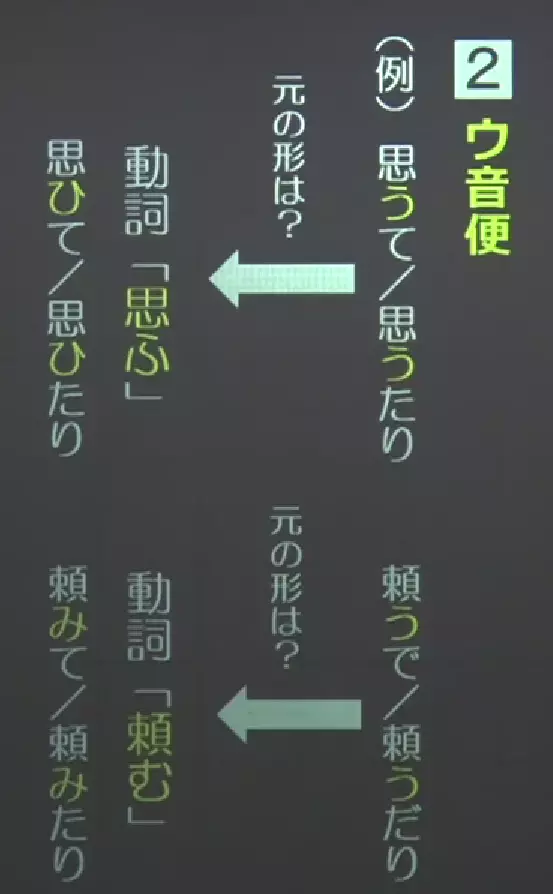 2 ウ音便
（例） 思うて／思うたり
頼うで／頼うだり
元の形は？
元の形は？
動詞「思ふ」
動詞「頼む」
思ひて／思ひたり
頼みて／頼みたり